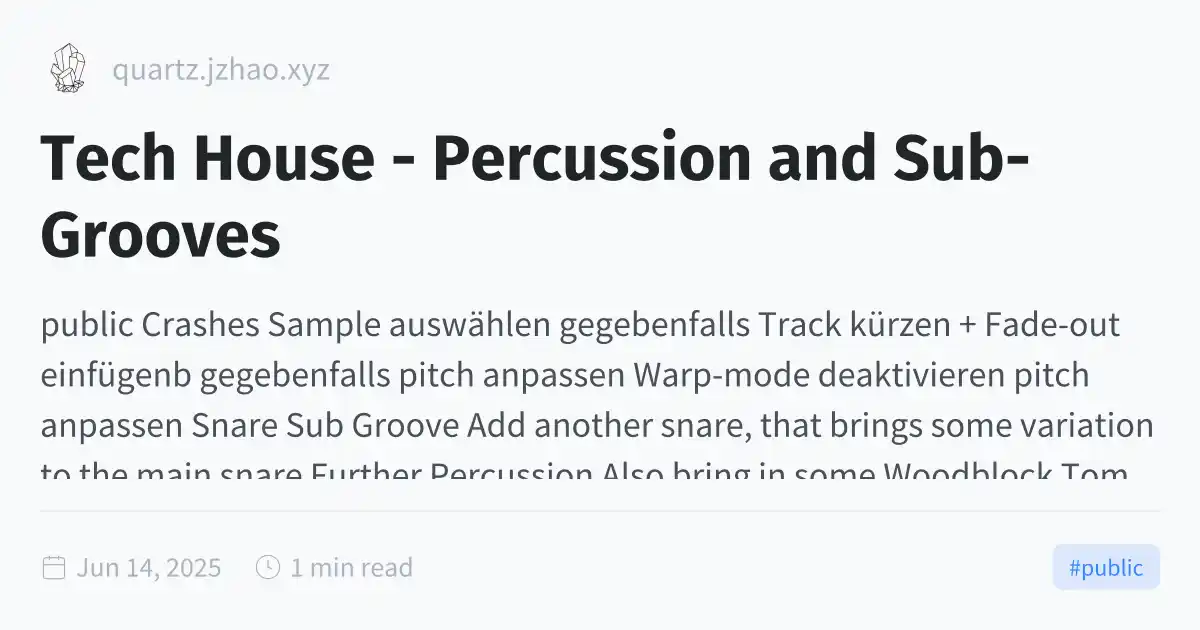 quartz.jzhao.xyz
Tech House - Percussion and Sub-
Grooves
public Crashes Sample auswählen gegebenfalls Track kürzen + Fade-out
einfügenb gegebenfalls pitch anpassen Warp-mode deaktivieren pitch
anpassen Snare Sub Groove Add another snare, that brings some variation
to the main snare Further Percussion Also bring in some Woodblock Tom
Jun 14, 2025 1 min read
#public